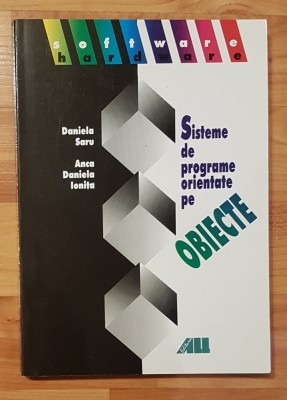 software
hardware
Daniela
Saru
Anca
Daniela
Ionita
Sisteme
de
programe
orientate
pe
OBIECTE
ALL